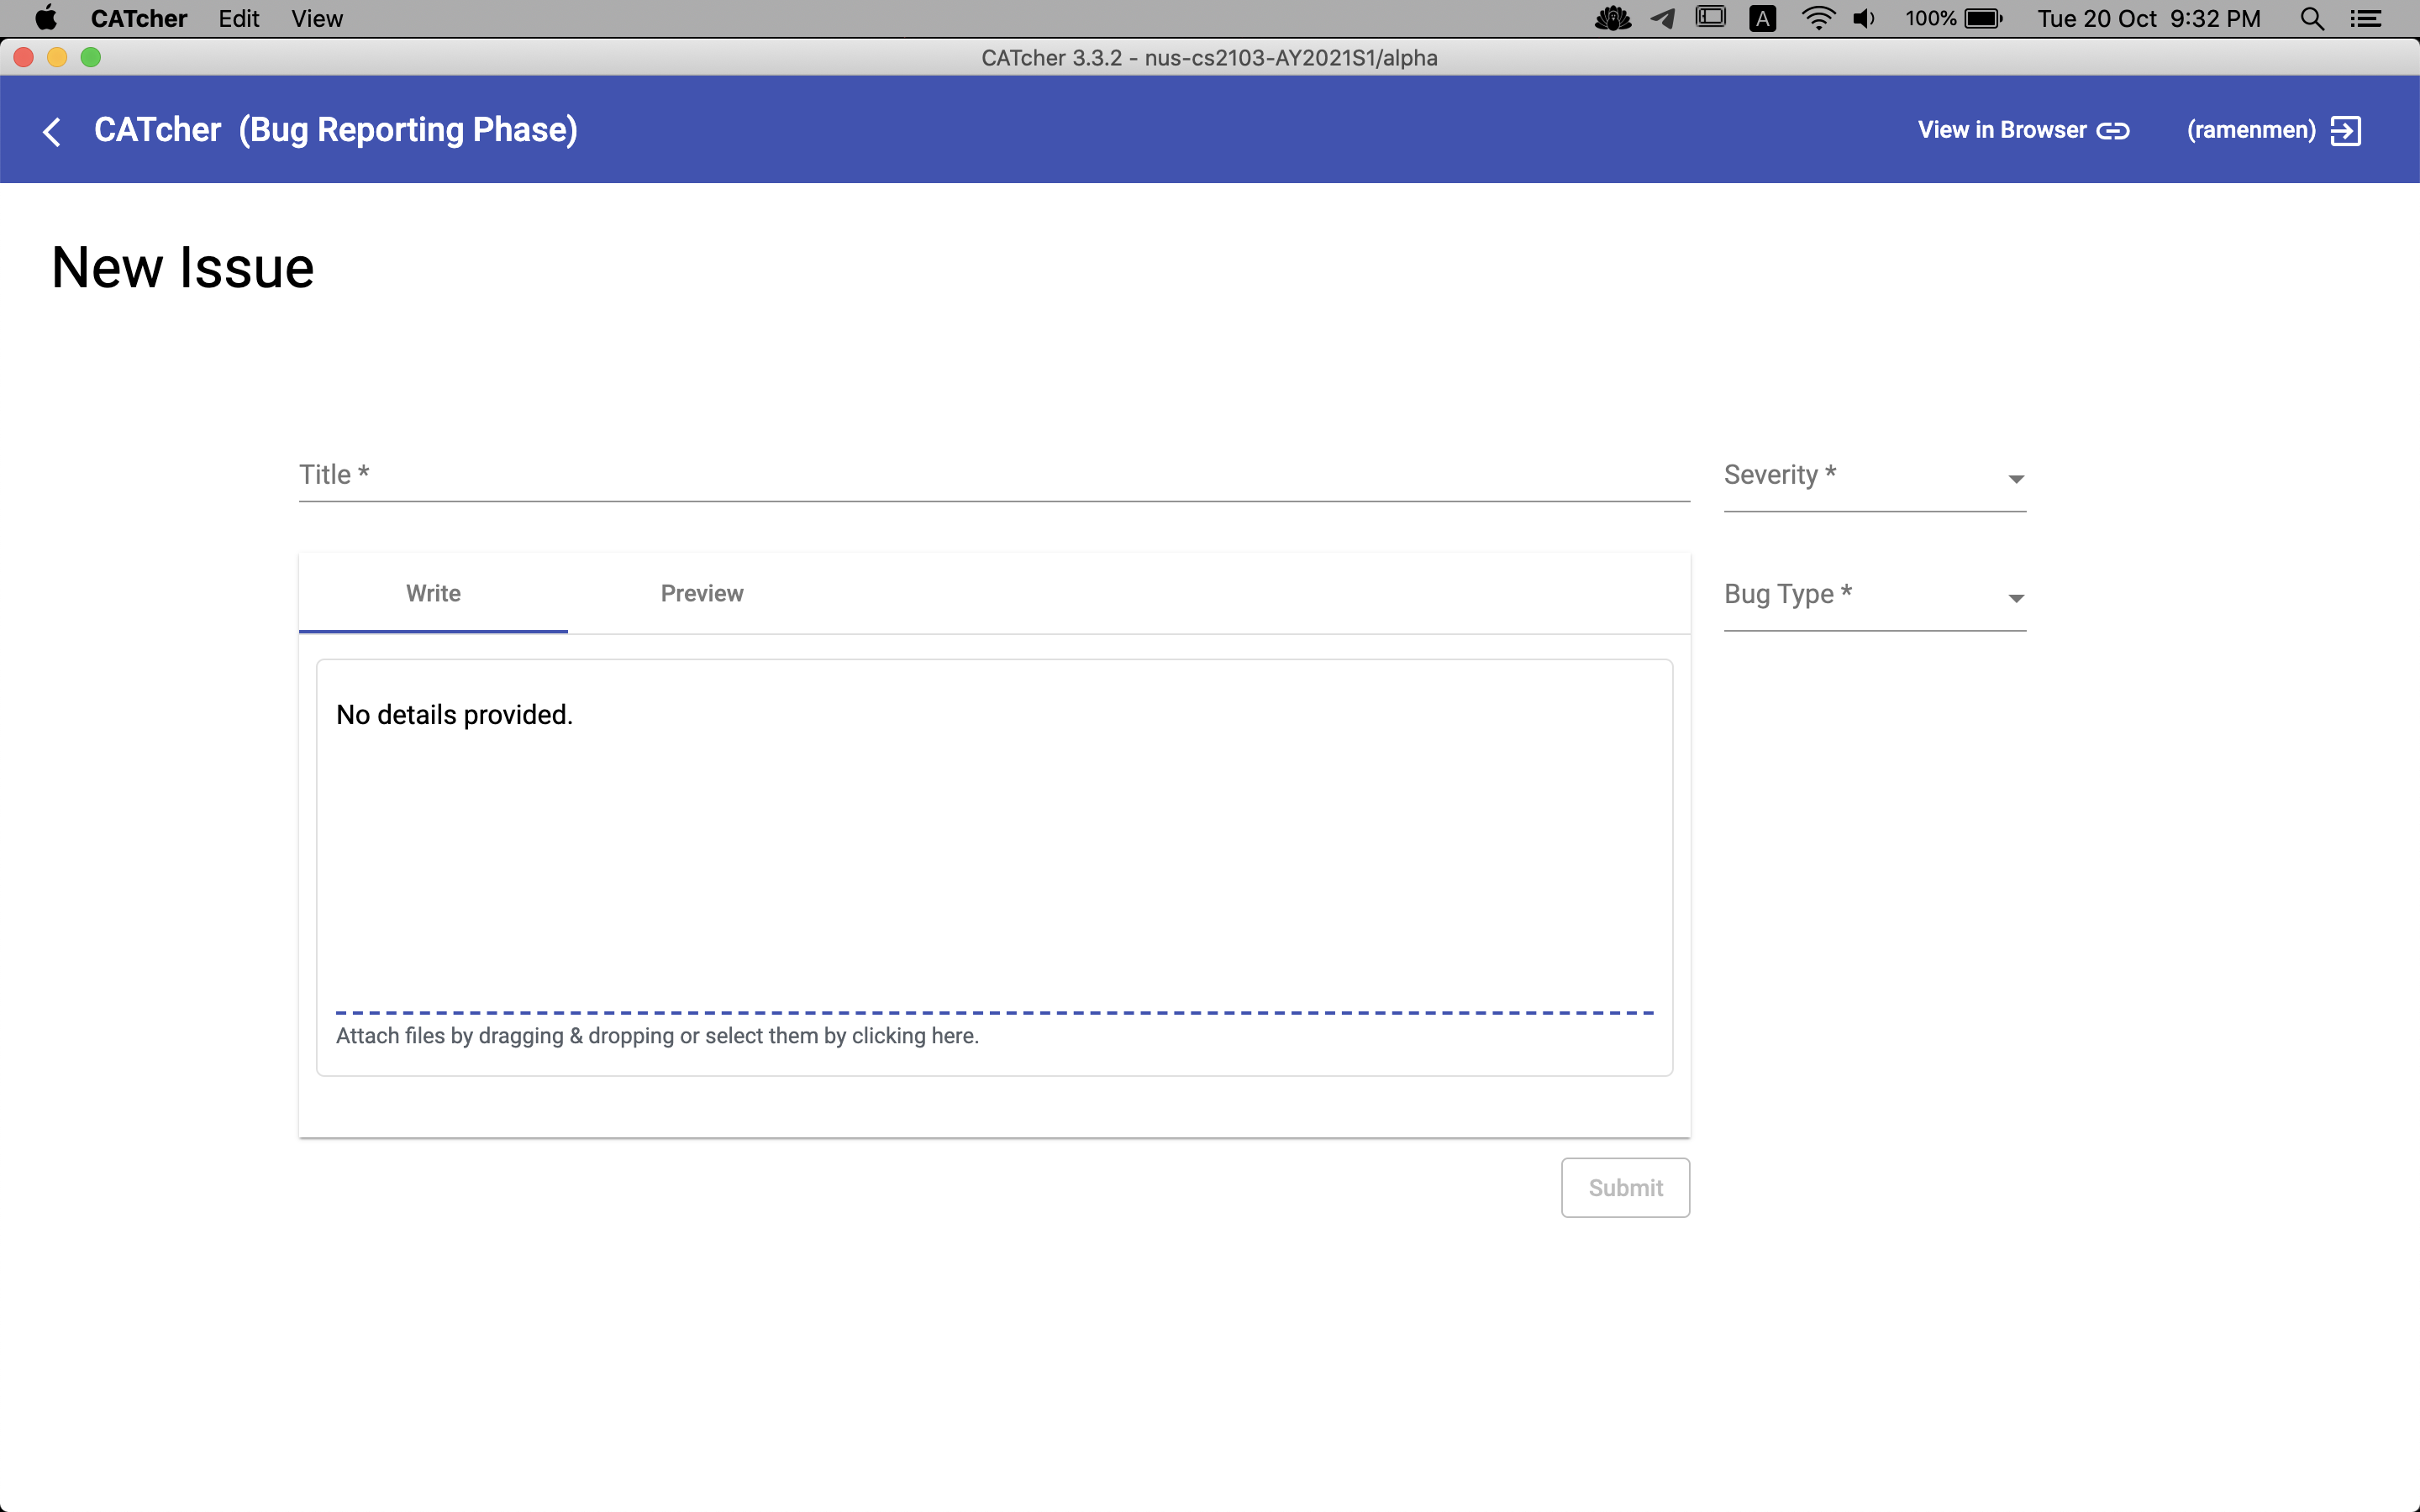 CATcher Edit View A 100% Tue 20 Oct 9:32 PM
CATcher 3.3.2 - nus-cs2103-AY2021S1/alpha
CATcher (Bug Reporting Phase) View in Browser (ramenmen)
New Issue
Title * Severity *
Write Preview Bug Type *
No details provided.
Attach files by dragging & dropping or select them by clicking here.
Submit